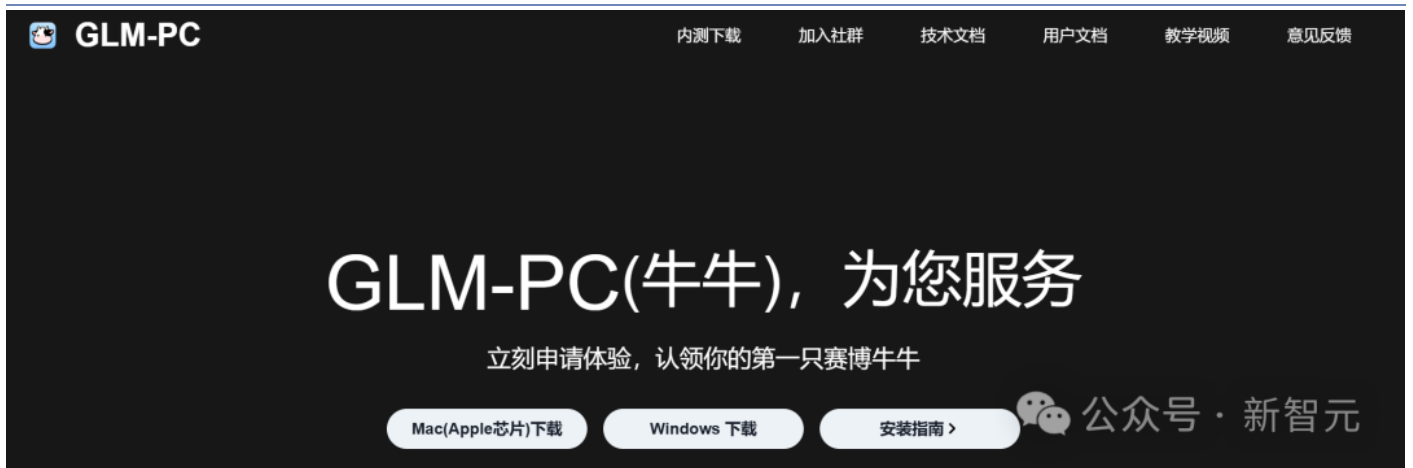 GLM-PC
内测下载 加入社群 技术文档 用户文档 教学视频 意见反馈
GLM-PC(牛牛)，为您服务
立刻申请体验，认领你的第一只赛博牛牛
Mac(Apple芯片)下载 Windows 下载 安装指南 >
公众号 · 新智元